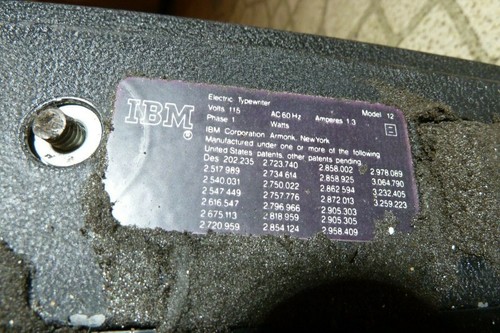 IBM
Electric Typewriter
Model 12
Volts 115 AC 60 Hz Amperes 1.3
Phase 1 Watts
IBM Corporation Armonk, New York
Manufactured under one or more of the following
United States patents, other patents pending.
Des 202.235 2.723.740 2.858.002 2.978.089
2.517.989 2.734.614 2.858.925 3.064.790
2.540.031 2.750.022 2.862.594 3.232.405
2.547.449 2.757.776 2.872.013 3.259.223
2.616.547 2.796.966 2.905.303
2.675.113 2.818.959 2.905.305
2.720.959 2.854.124 2.958.409